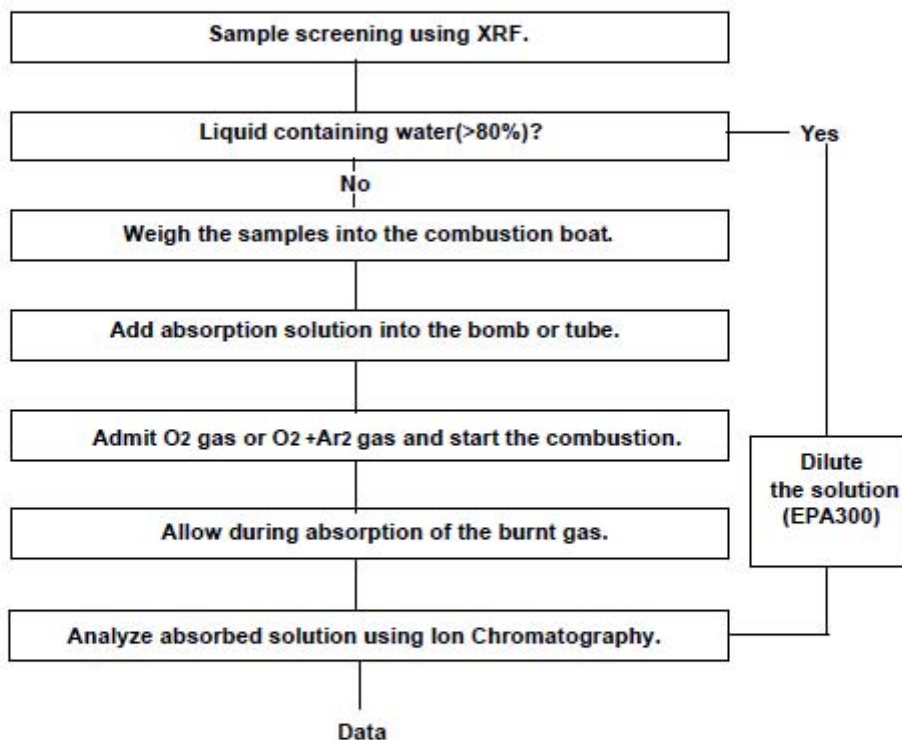 Sample screening using XRF.
Liquid containing water(>80%)?
Yes
No
Weigh the samples into the combustion boat.
Add absorption solution into the bomb or tube.
Admit O2 gas or O2 +Ar2 gas and start the combustion.
Dilute
the solution
(EPA300)
Allow during absorption of the burnt gas.
Analyze absorbed solution using Ion Chromatography.
Data